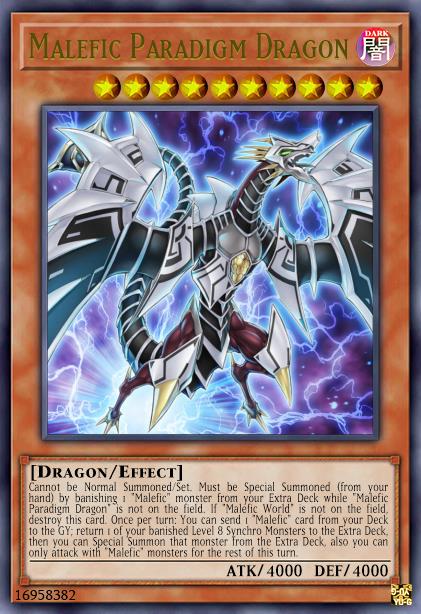 MALEFIC PARADIGM DRAGON
DARK
闇
[DRAGON/EFFECT]
Cannot be Normal Summoned/Set. Must be Special Summoned (from your
hand) by banishing 1 "Malefic" monster from your Extra Deck while "Malefic
Paradigm Dragon" is not on the field. If "Malefic World" is not on the field,
destroy this card. Once per turn: You can send 1 "Malefic" card from your Deck
to the GY; return 1 of your banished Level 8 Synchro Monsters to the Extra Deck,
then you can Special Summon that monster from the Extra Deck, also you can
only attack with "Malefic" monsters for the rest of this turn.
ATK/4000 DEF/4000
16958382